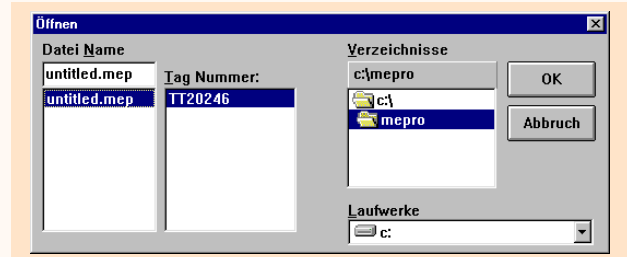 Öffnen
Datei Name
untitled.mep
untitled.mep
Tag Nummer:
TT20246
Verzeichnisse
c:\mepro
c:\
mepro
Laufwerke
c:
OK
Abbruch